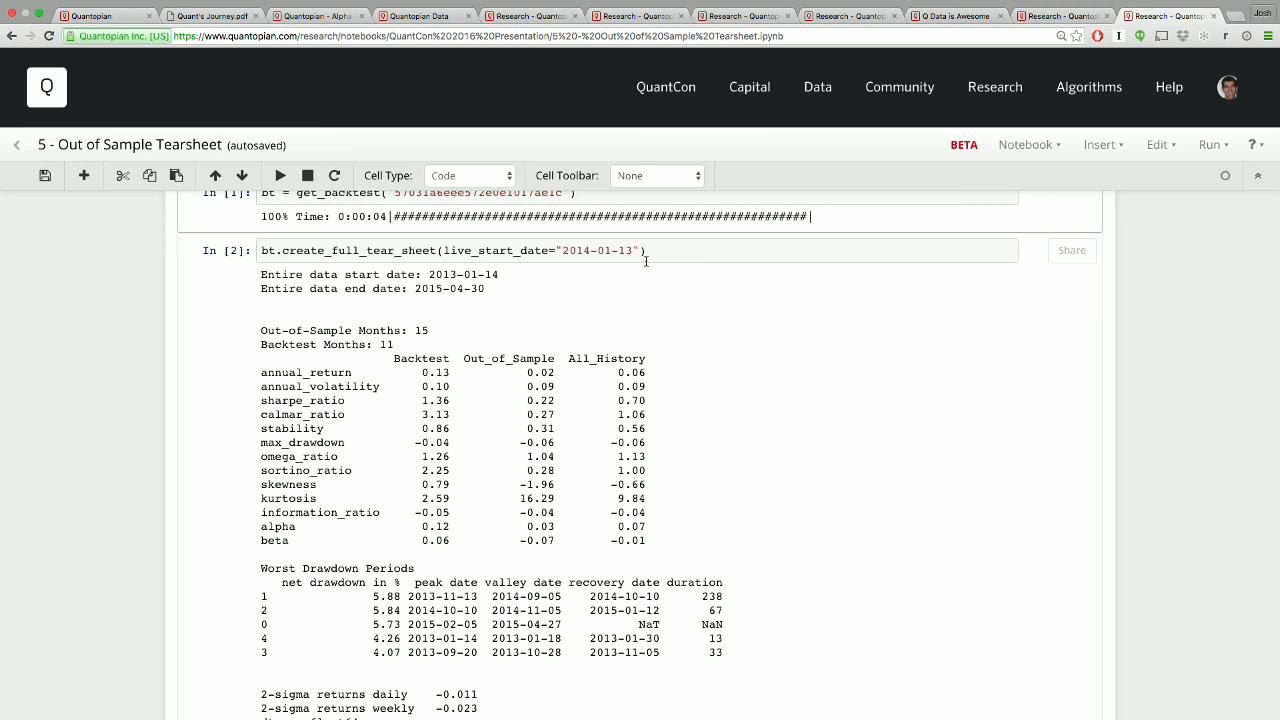 Quantopian
Quant's Journey.pdf
Quantopian - Alpha
Quantopian Data
Research - Quantop
Research - Quantop
Research - Quantop
Research - Quantop
Q Data is Awesome
Research - Quantop
Research - Quantop
Josh
Quantopian Inc. [US] https://www.quantopian.com/research/notebooks/QuantCon%202016%20Presentation/5%20-%20Out%20of%20Sample%20Tearsheet.ipynb
Q QuantCon Capital Data Community Research Algorithms Help
5 - Out of Sample Tearsheet (autosaved) BETA Notebook Insert Edit Run ?
Cell Type: Code Cell Toolbar: None
In [1]: bt = get_backtest('57031a6eee572e0e1017ae1c')
100% Time: 0:00:04|###########################################################|
In [2]: bt.create_full_tear_sheet(live_start_date="2014-01-13") Share
Entire data start date: 2013-01-14
Entire data end date: 2015-04-30
Out-of-Sample Months: 15
Backtest Months: 11
Backtest Out_of_Sample All_History
annual_return 0.13 0.02 0.06
annual_volatility 0.10 0.09 0.09
sharpe_ratio 1.36 0.22 0.70
calmar_ratio 3.13 0.27 1.06
stability 0.86 0.31 0.56
max_drawdown -0.04 -0.06 -0.06
omega_ratio 1.26 1.04 1.13
sortino_ratio 2.25 0.28 1.00
skewness 0.79 -1.96 -0.66
kurtosis 2.59 16.29 9.84
information_ratio -0.05 -0.04 -0.04
alpha 0.12 0.03 0.07
beta 0.06 -0.07 -0.01
Worst Drawdown Periods
net drawdown in % peak date valley date recovery date duration
1 5.88 2013-11-13 2014-09-05 2014-10-10 238
2 5.84 2014-10-10 2014-11-05 2015-01-12 67
0 5.73 2015-02-05 2015-04-27 NaT NaN
4 4.26 2013-01-14 2013-01-18 2013-01-30 13
3 4.07 2013-09-20 2013-10-28 2013-11-05 33
2-sigma returns daily -0.011
2-sigma returns weekly -0.023